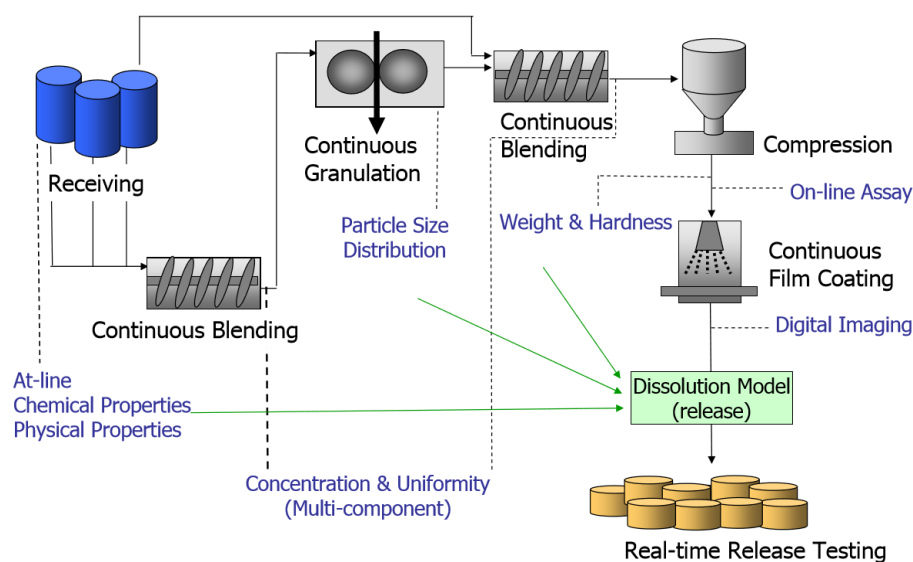 Receiving
Continuous
Granulation
Continuous
Blending
Compression
On-line Assay
Particle Size
Distribution
Weight & Hardness
Continuous
Film Coating
Continuous Blending
Digital Imaging
At-line
Chemical Properties
Physical Properties
Dissolution Model
(release)
Concentration & Uniformity
(Multi-component)
Real-time Release Testing